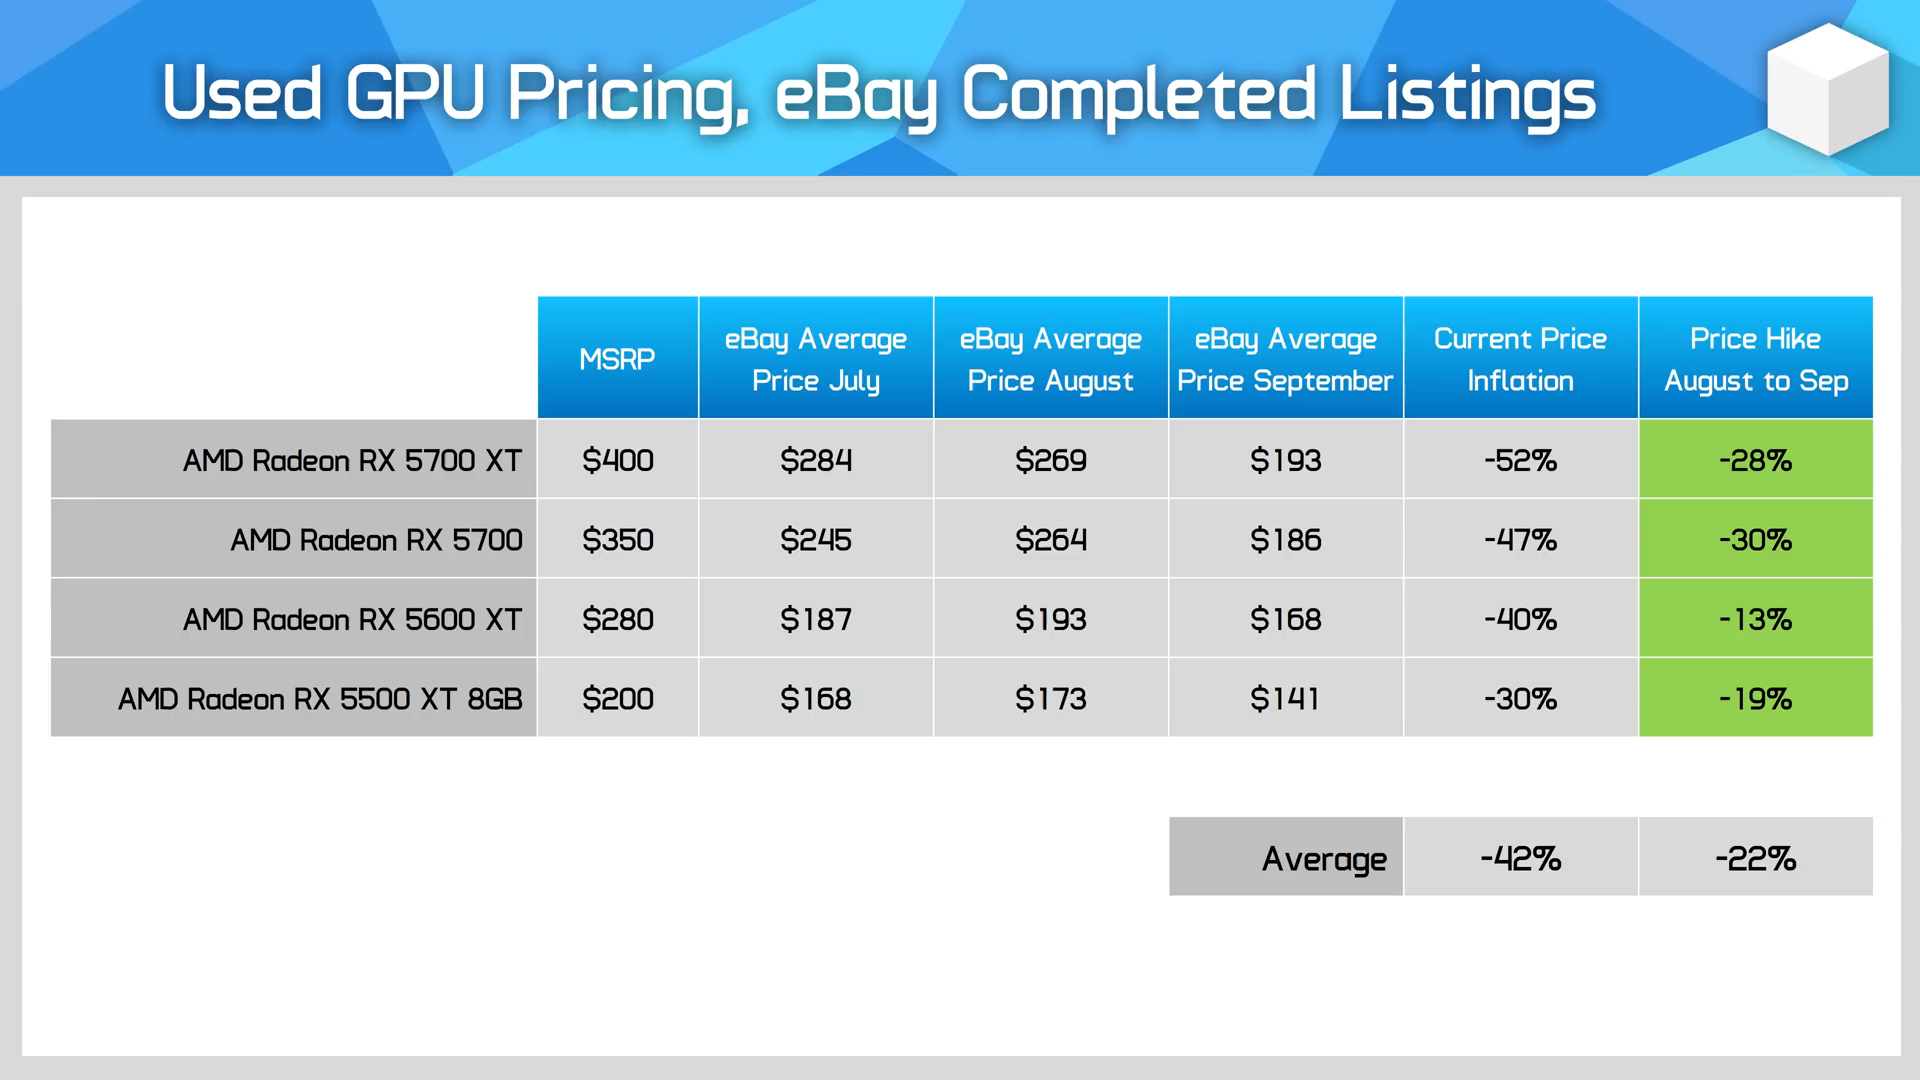 Used GPU Pricing, eBay Completed Listings
MSRP
eBay Average
Price July
eBay Average
Price August
eBay Average
Price September
Current Price
Inflation
Price Hike
August to Sep
AMD Radeon RX 5700 XT $400 $284 $269 $193 -52% -28%
AMD Radeon RX 5700 $350 $245 $264 $186 -47% -30%
AMD Radeon RX 5600 XT $280 $187 $193 $168 -40% -13%
AMD Radeon RX 5500 XT 8GB $200 $168 $173 $141 -30% -19%
Average -42% -22%